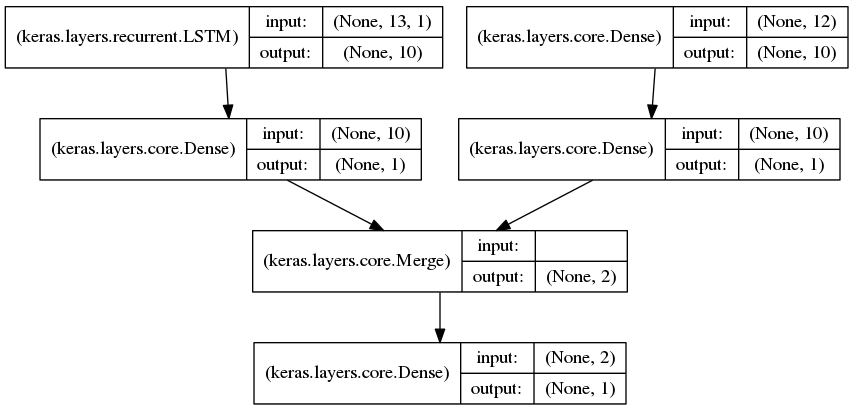 (keras.layers.recurrent.LSTM) input: (None, 13, 1)
output: (None, 10)
(keras.layers.core.Dense) input: (None, 12)
output: (None, 10)
(keras.layers.core.Dense) input: (None, 10)
output: (None, 1)
(keras.layers.core.Dense) input: (None, 10)
output: (None, 1)
(keras.layers.core.Merge) input:
output: (None, 2)
(keras.layers.core.Dense) input: (None, 2)
output: (None, 1)